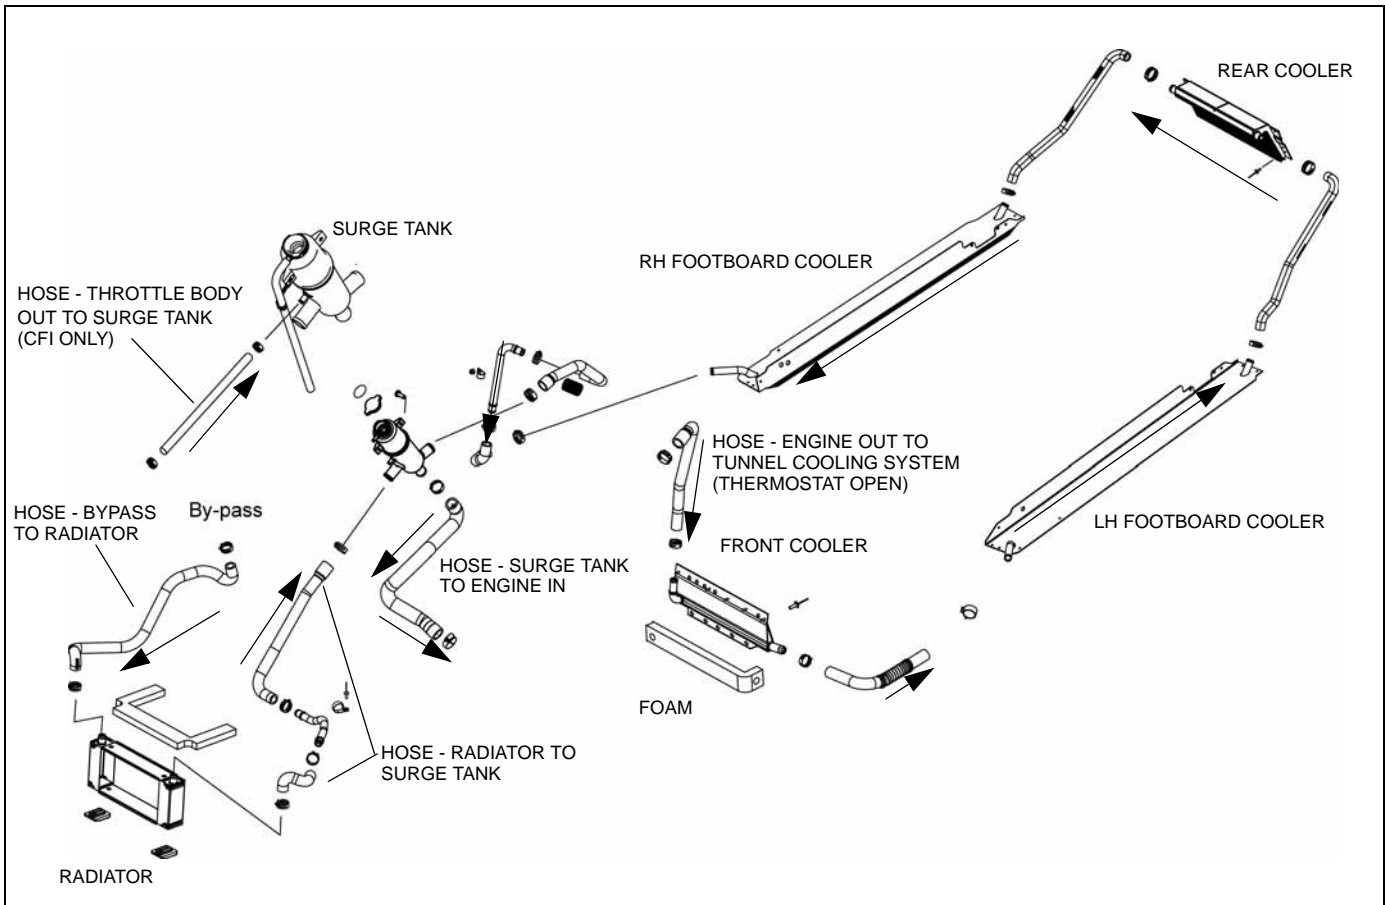 REAR COOLER
SURGE TANK
RH FOOTBOARD COOLER
HOSE - THROTTLE BODY
OUT TO SURGE TANK
(CFI ONLY)
HOSE - ENGINE OUT TO
TUNNEL COOLING SYSTEM
(THERMOSTAT OPEN)
HOSE - BYPASS
TO RADIATOR
By-pass
LH FOOTBOARD COOLER
FRONT COOLER
HOSE - SURGE TANK
TO ENGINE IN
FOAM
HOSE - RADIATOR TO
SURGE TANK
RADIATOR